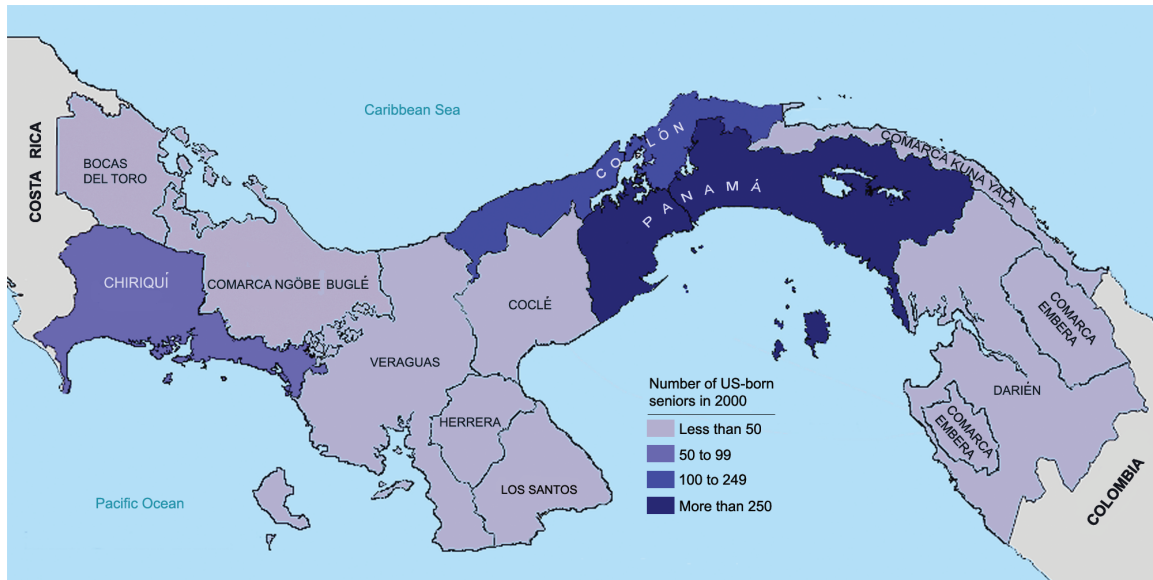 Caribbean Sea
COSTA RICA
BOCAS
DEL TORO
COLÓN
COMARCA KUNA YALA
PANAMÁ
CHIRIQUÍ
COMARCA NGÖBE BUGLÉ
COCLÉ
VERAGUAS
COMARCA
EMBERA
DARIÉN
HERRERA
COMARCA
EMBERA
LOS SANTOS
Number of US-born
seniors in 2000
Less than 50
50 to 99
100 to 249
More than 250
Pacific Ocean
COLOMBIA